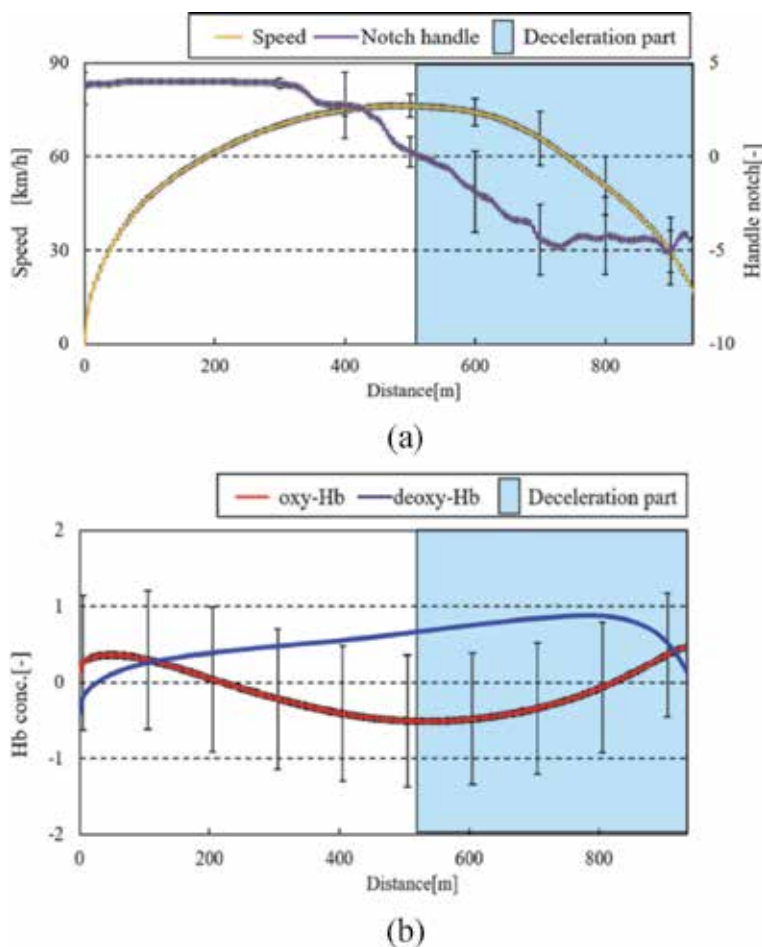 Speed Notch handle Deceleration part
90 5
60 0
30 -5
0 -10
Speed [km/h]
Handle notch[-]
0 200 400 600 800
Distance[m]
(a)
oxy-Hb deoxy-Hb Deceleration part
2
1
0
-1
-2
Hb conc.[-]
0 200 400 600 800
Distance[m]
(b)